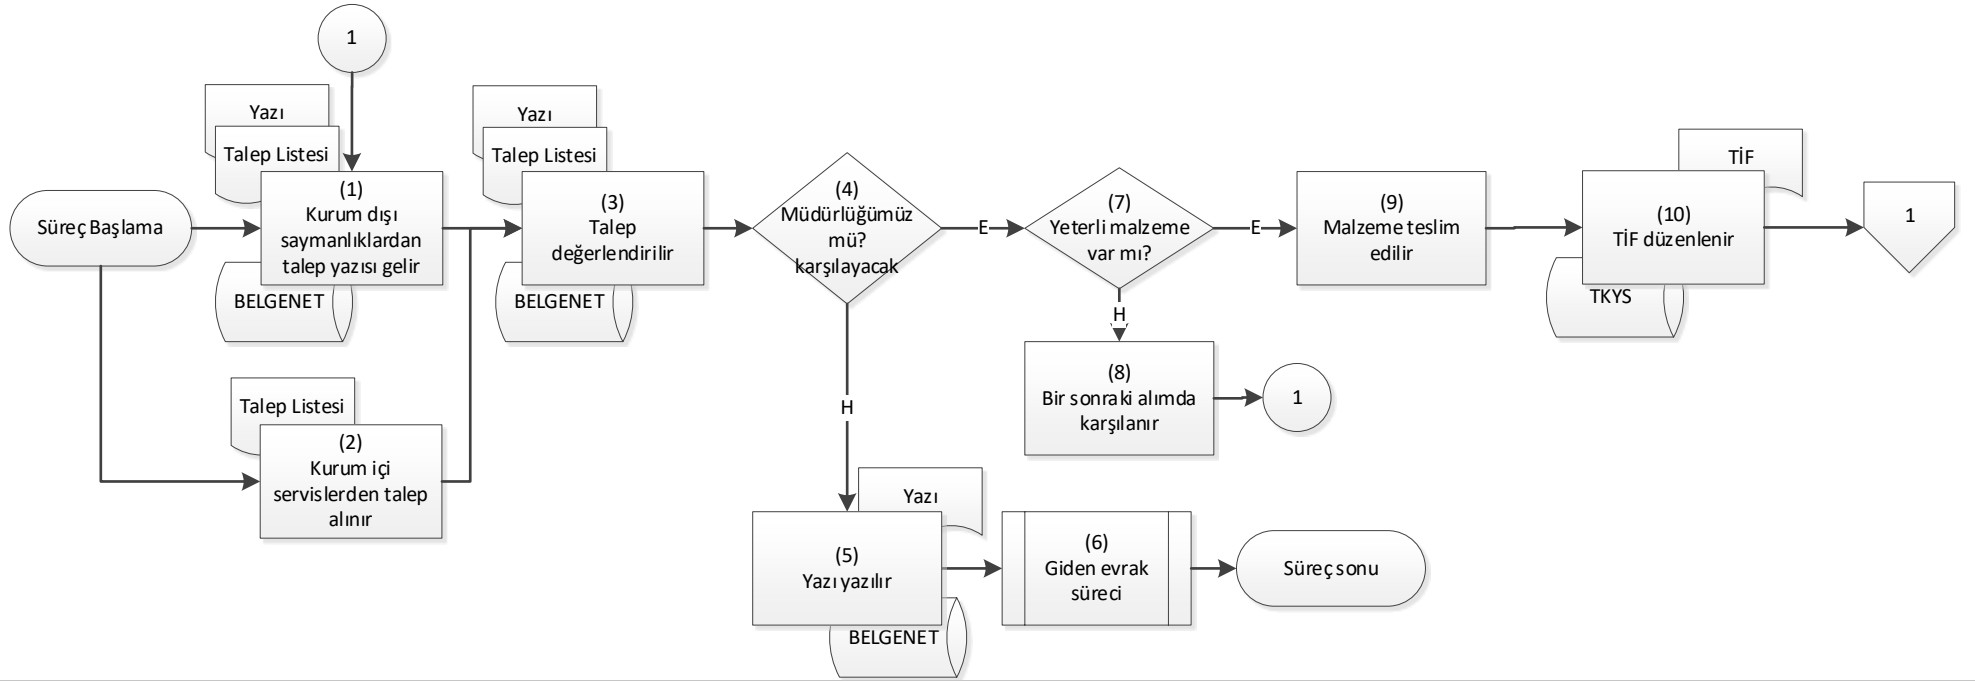 1
Yazı
Talep Listesi
Süreç Başlama
(1)
Kurum dışı
saymanlıklardan
talep yazısı gelir
BELGENET
Talep Listesi
(2)
Kurum içi
servislerden talep
alınır
Yazı
Talep Listesi
(3)
Talep
değerlendirilir
BELGENET
(4)
Müdürlüğümüz
mü?
karşılayacak
E
H
Yazı
(5)
Yazı yazılır
BELGENET
(6)
Giden evrak
süreci
Süreç sonu
(7)
Yeterli malzeme
var mı?
E
H
(8)
Bir sonraki alımda
karşılanır
1
(9)
Malzeme teslim
edilir
TİF
(10)
TİF düzenlenir
TKYS
1